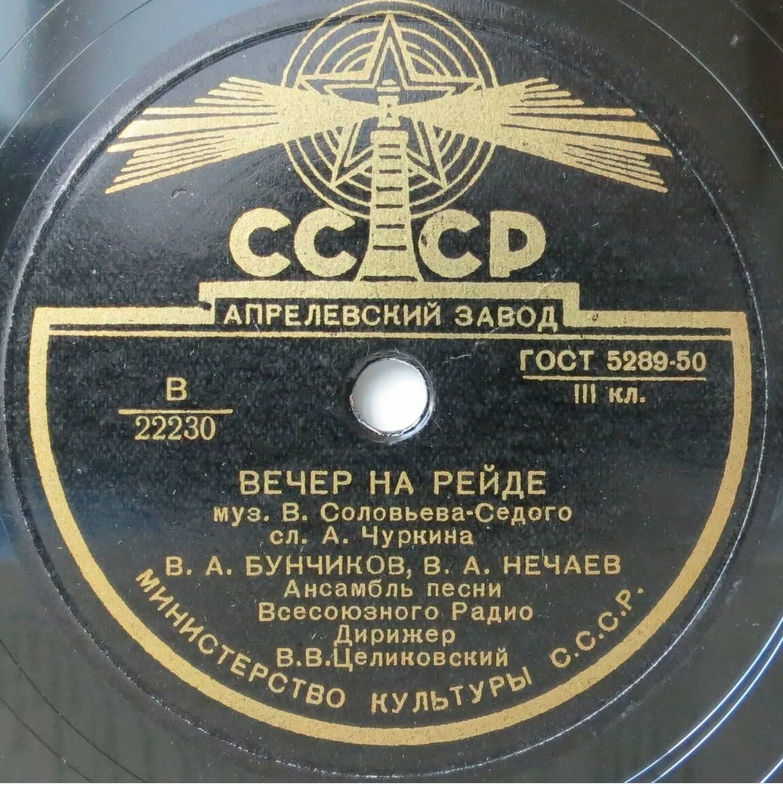 СССР
АПРЕЛЕВСКИЙ ЗАВОД
ГОСТ 5289-50
III кл.
В
22230
ВЕЧЕР НА РЕЙДЕ
муз. В. Соловьева-Седого
сл. А. Чуркина
В. А. БУНЧИКОВ, В. А. НЕЧАЕВ
Ансамбль песни
Всесоюзного Радио
Дирижер
В.В.Целиковский
МИНИСТЕРСТВО КУЛЬТУРЫ С.С.С.Р.